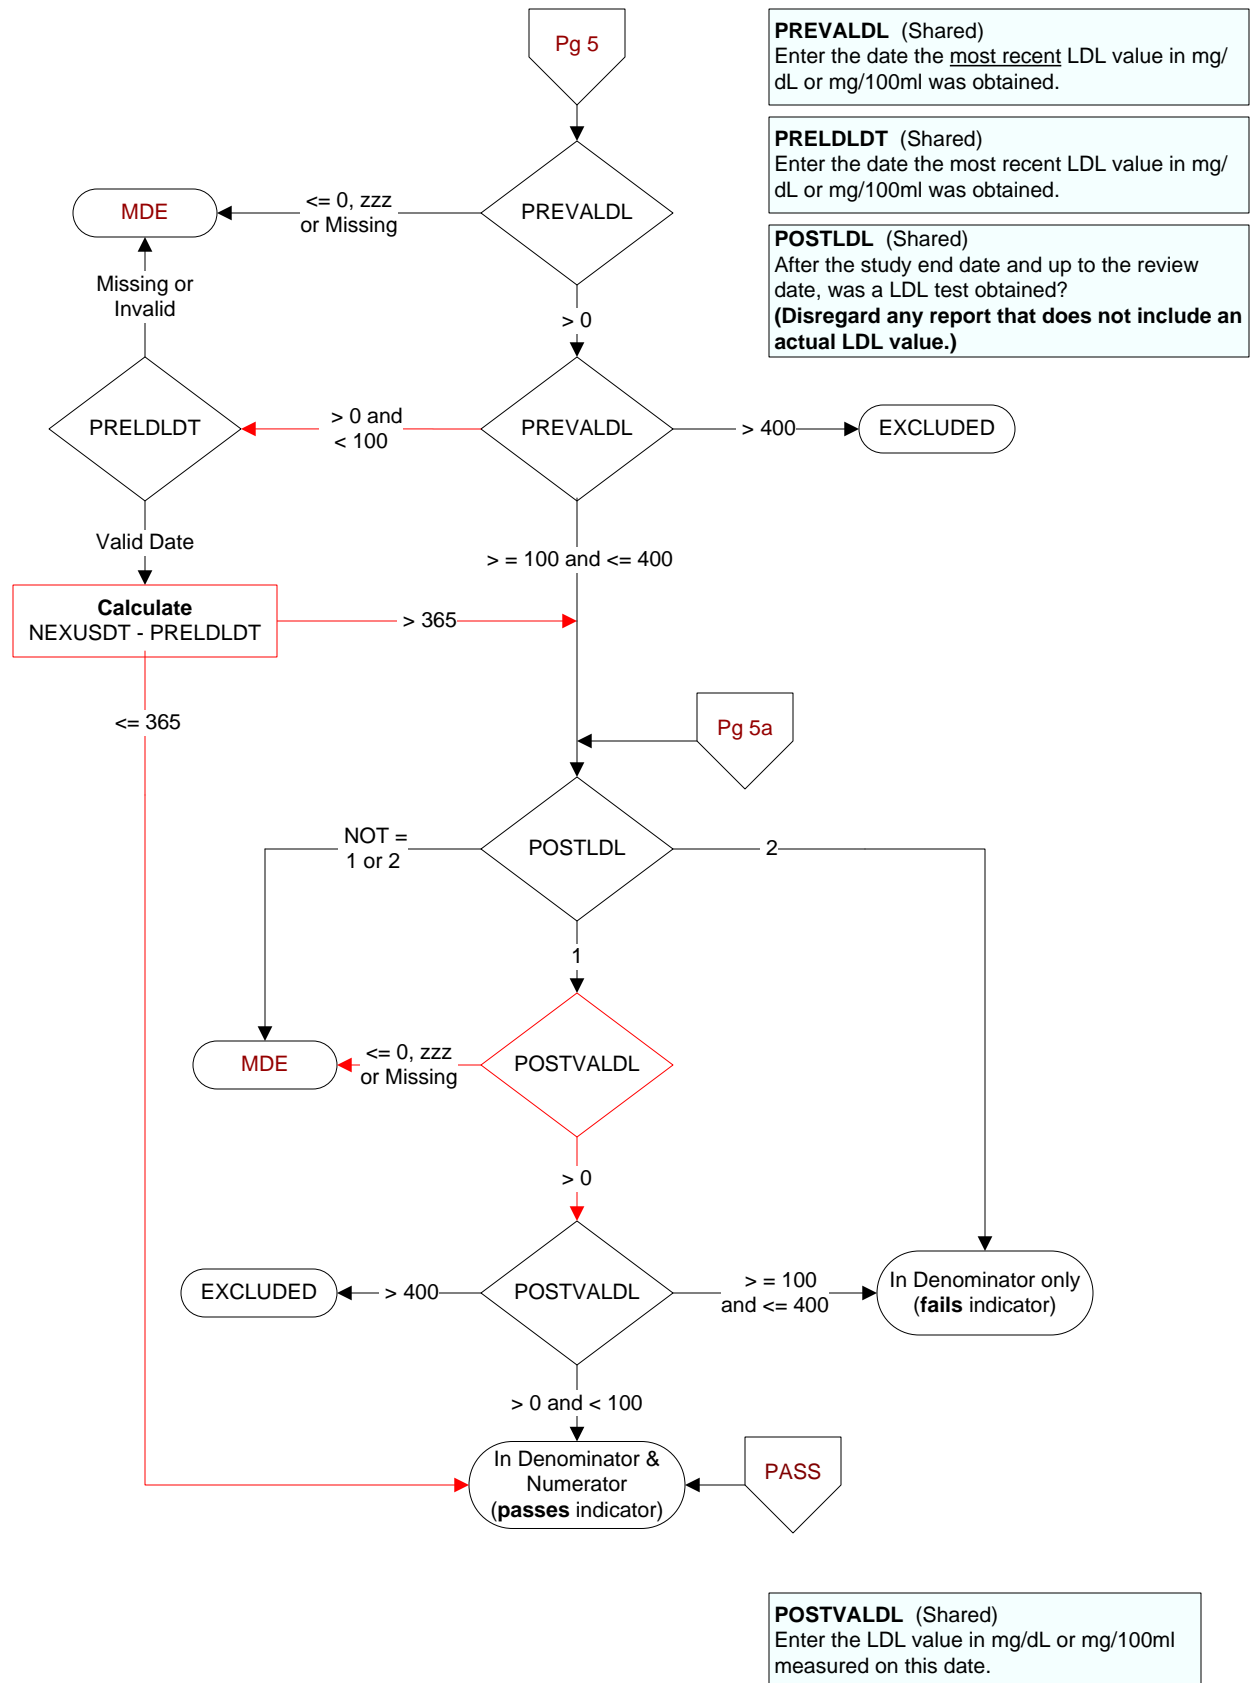 Pg 5
PREVALDL (Shared)
Enter the date the most recent LDL value in mg/
dL or mg/100ml was obtained.
PRELDLDT (Shared)
Enter the date the most recent LDL value in mg/
dL or mg/100ml was obtained.
POSTLDL (Shared)
After the study end date and up to the review
date, was a LDL test obtained?
(Disregard any report that does not include an
actual LDL value.)
MDE
<= 0, zzz
or Missing
PREVALDL
Missing or
Invalid
> 0
PRELDLDT
> 0 and
< 100
PREVALDL
> 400
EXCLUDED
Valid Date
> = 100 and <= 400
Calculate
NEXUSDT - PRELDLDT
> 365
<= 365
Pg 5a
NOT =
1 or 2
POSTLDL
2
1
MDE
<= 0, zzz
or Missing
POSTVALDL
> 0
EXCLUDED
> 400
POSTVALDL
> = 100
and <= 400
In Denominator only
(fails indicator)
> 0 and < 100
In Denominator &
Numerator
(passes indicator)
PASS
POSTVALDL (Shared)
Enter the LDL value in mg/dL or mg/100ml
measured on this date.